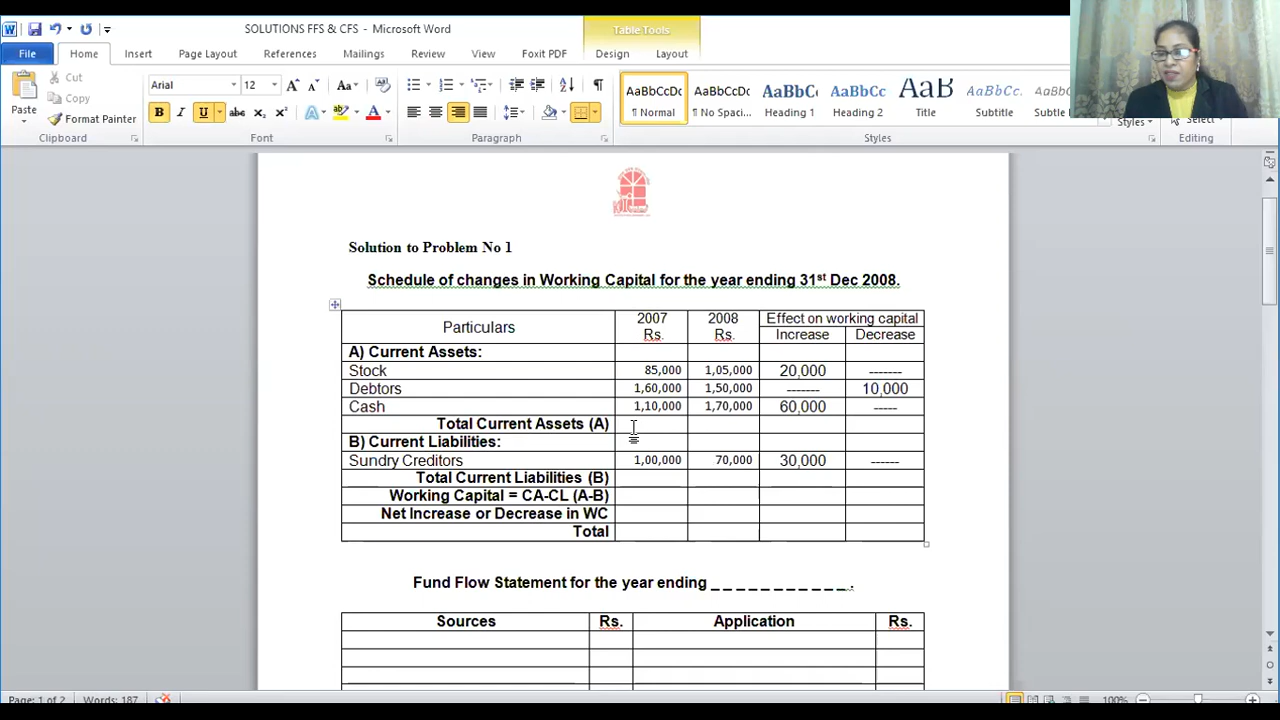 SOLUTIONS FFS & CFS - Microsoft Word
Table Tools
File Home Insert Page Layout References Mailings Review View Foxit PDF Design Layout
Paste
Cut
Copy
Format Painter
Clipboard
Arial 12
Font
Paragraph
AaBbCcDc AaBbCcDc AaBbC AaBbCc AaB AaBbCc.
¶ Normal ¶ No Spaci... Heading 1 Heading 2 Title Subtitle
Styles
Styles
Editing
Solution to Problem No 1
Schedule of changes in Working Capital for the year ending 31st Dec 2008.
Particulars 2007 Rs. 2008 Rs. Effect on working capital
Increase Decrease
A) Current Assets:
Stock 85,000 1,05,000 20,000 -------
Debtors 1,60,000 1,50,000 ------- 10,000
Cash 1,10,000 1,70,000 60,000 -----
Total Current Assets (A)
B) Current Liabilities:
Sundry Creditors 1,00,000 70,000 30,000 ------
Total Current Liabilities (B)
Working Capital = CA-CL (A-B)
Net Increase or Decrease in WC
Total
Fund Flow Statement for the year ending _ _ _ _ _ _ _ _ _ _ _ .
Sources Rs. Application Rs.
Page: 1 of 2 Words: 187 100%